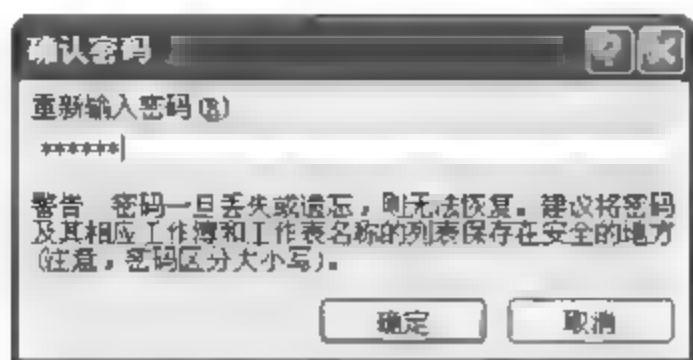 确认密码
重新输入密码(R)
******
警告 密码一旦丢失或遗忘，则无法恢复。建议将密码
及其相应工作簿和工作表名称的列表保存在安全的地方
(注意，密码区分大小写)。
确定 取消